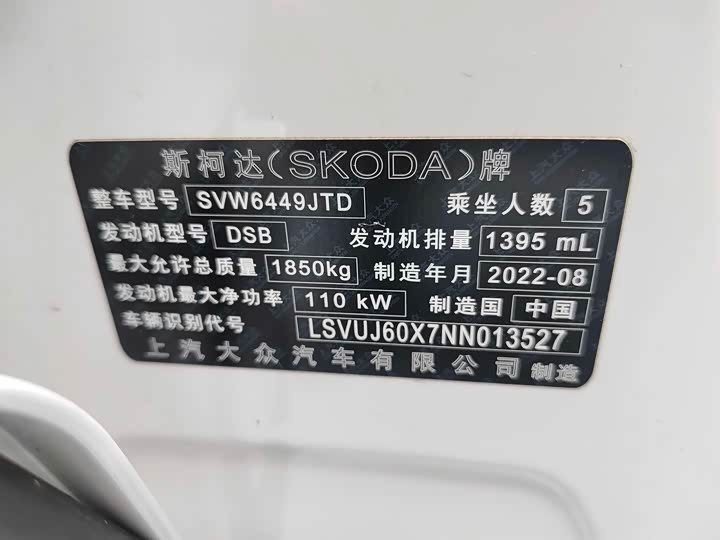 斯柯达(SKODA)牌
整车型号 SVW6449JTD 乘坐人数 5
发动机型号 DSB 发动机排量 1395 mL
最大允许总质量 1850kg 制造年月 2022-08
发动机最大净功率 110 kW 制造国 中国
车辆识别代号 LSVUJ60X7NN013527
上汽大众汽车有限公司 制造